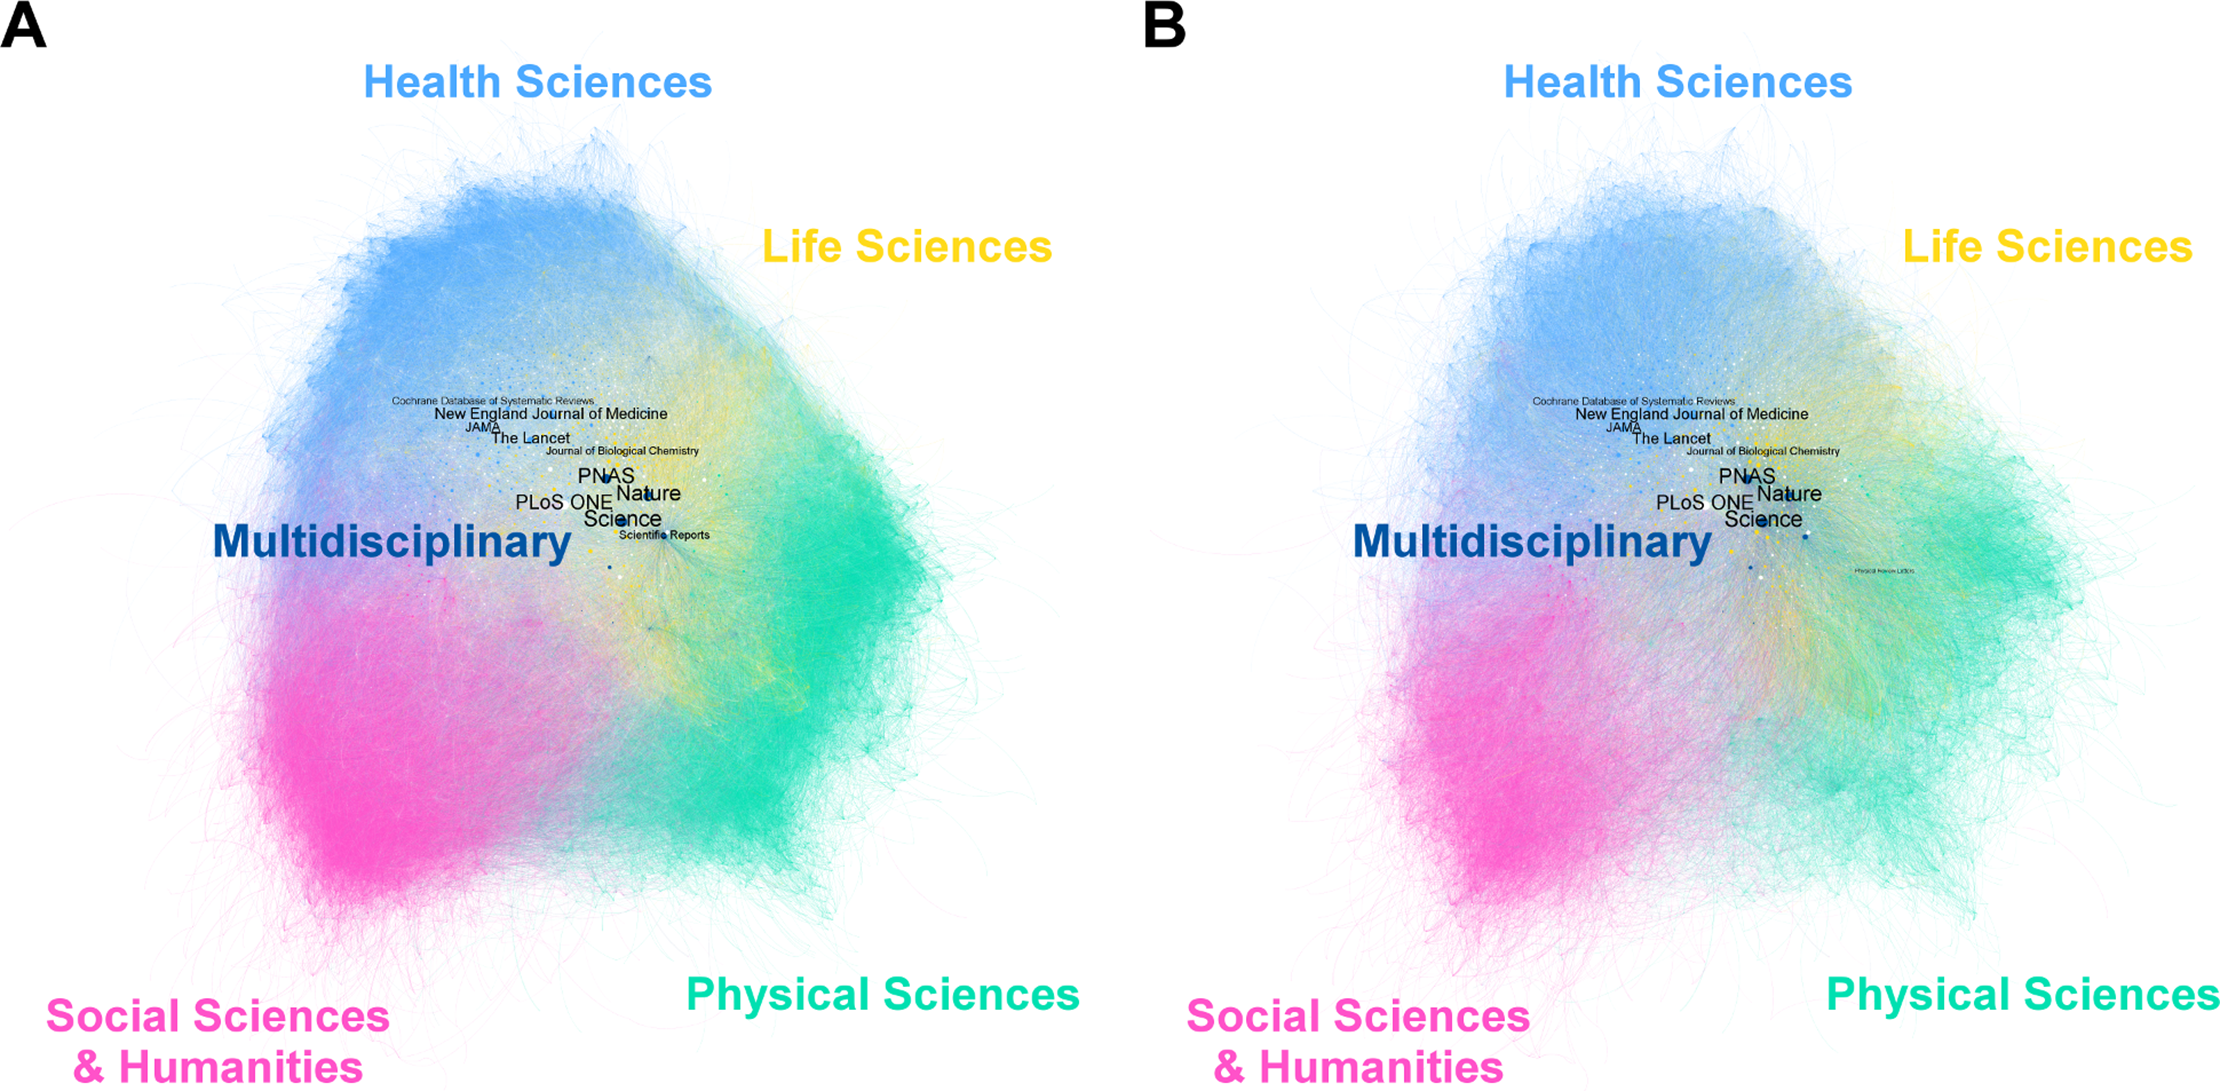 A
Health Sciences
Life Sciences
Cochrane Database of Systematic Reviews
New England Journal of Medicine
JAMA
The Lancet
Journal of Biological Chemistry
PNAS
Nature
PLoS ONE
Science
Scientific Reports
Multidisciplinary
Physical Sciences
Social Sciences
& Humanities
B
Health Sciences
Life Sciences
Cochrane Database of Systematic Reviews
New England Journal of Medicine
JAMA
The Lancet
Journal of Biological Chemistry
PNAS
Nature
PLoS ONE
Science
Multidisciplinary
Physical Review Letters
Physical Sciences
Social Sciences
& Humanities